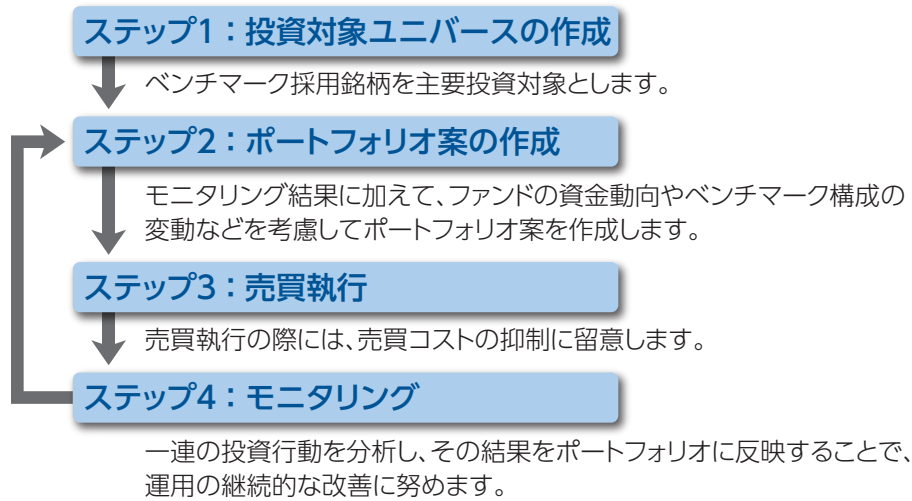 ステップ1：投資対象ユニバースの作成
ベンチマーク採用銘柄を主要投資対象とします。
ステップ2：ポートフォリオ案の作成
モニタリング結果に加えて、ファンドの資金動向やベンチマーク構成の
変動などを考慮してポートフォリオ案を作成します。
ステップ3：売買執行
売買執行の際には、売買コストの抑制に留意します。
ステップ4：モニタリング
一連の投資行動を分析し、その結果をポートフォリオに反映することで、
運用の継続的な改善に努めます。